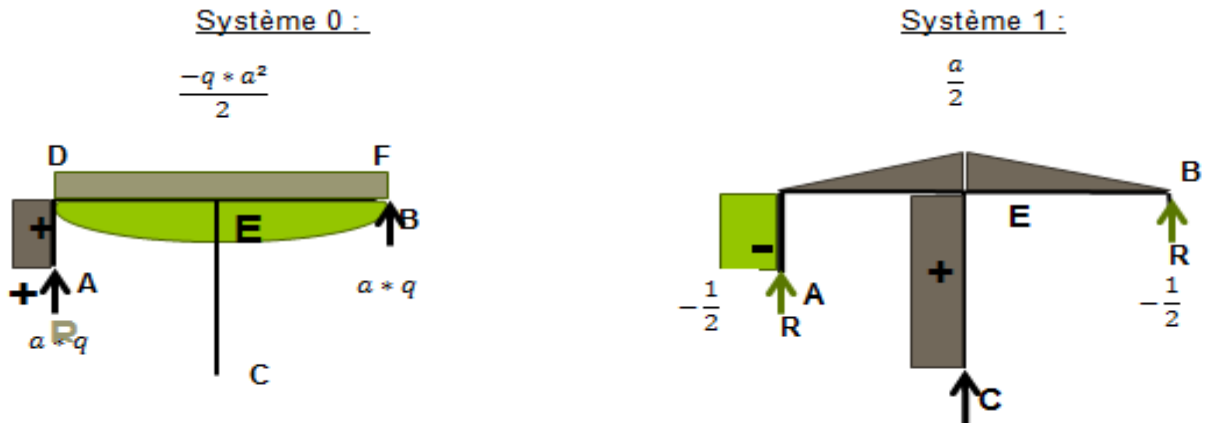 Système 0 :
−q * a²
2
D
F
+
E
B
+
A
a * q
R
a * q
C
Système 1 :
a
2
B
E
−
+
A
R
−1/2
R
−1/2
C